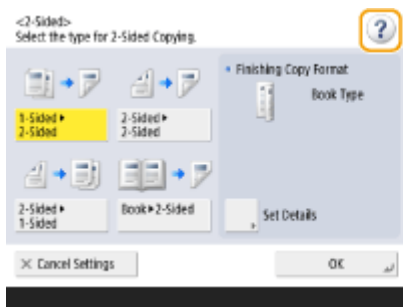 <2-Sided>
Select the type for 2-Sided Copying.
?
• Finishing Copy Format
Book Type
1-Sided ▸
2-Sided
2-Sided ▸
2-Sided
2-Sided ▸
1-Sided
Book ▸ 2-Sided
Set Details
× Cancel Settings
OK